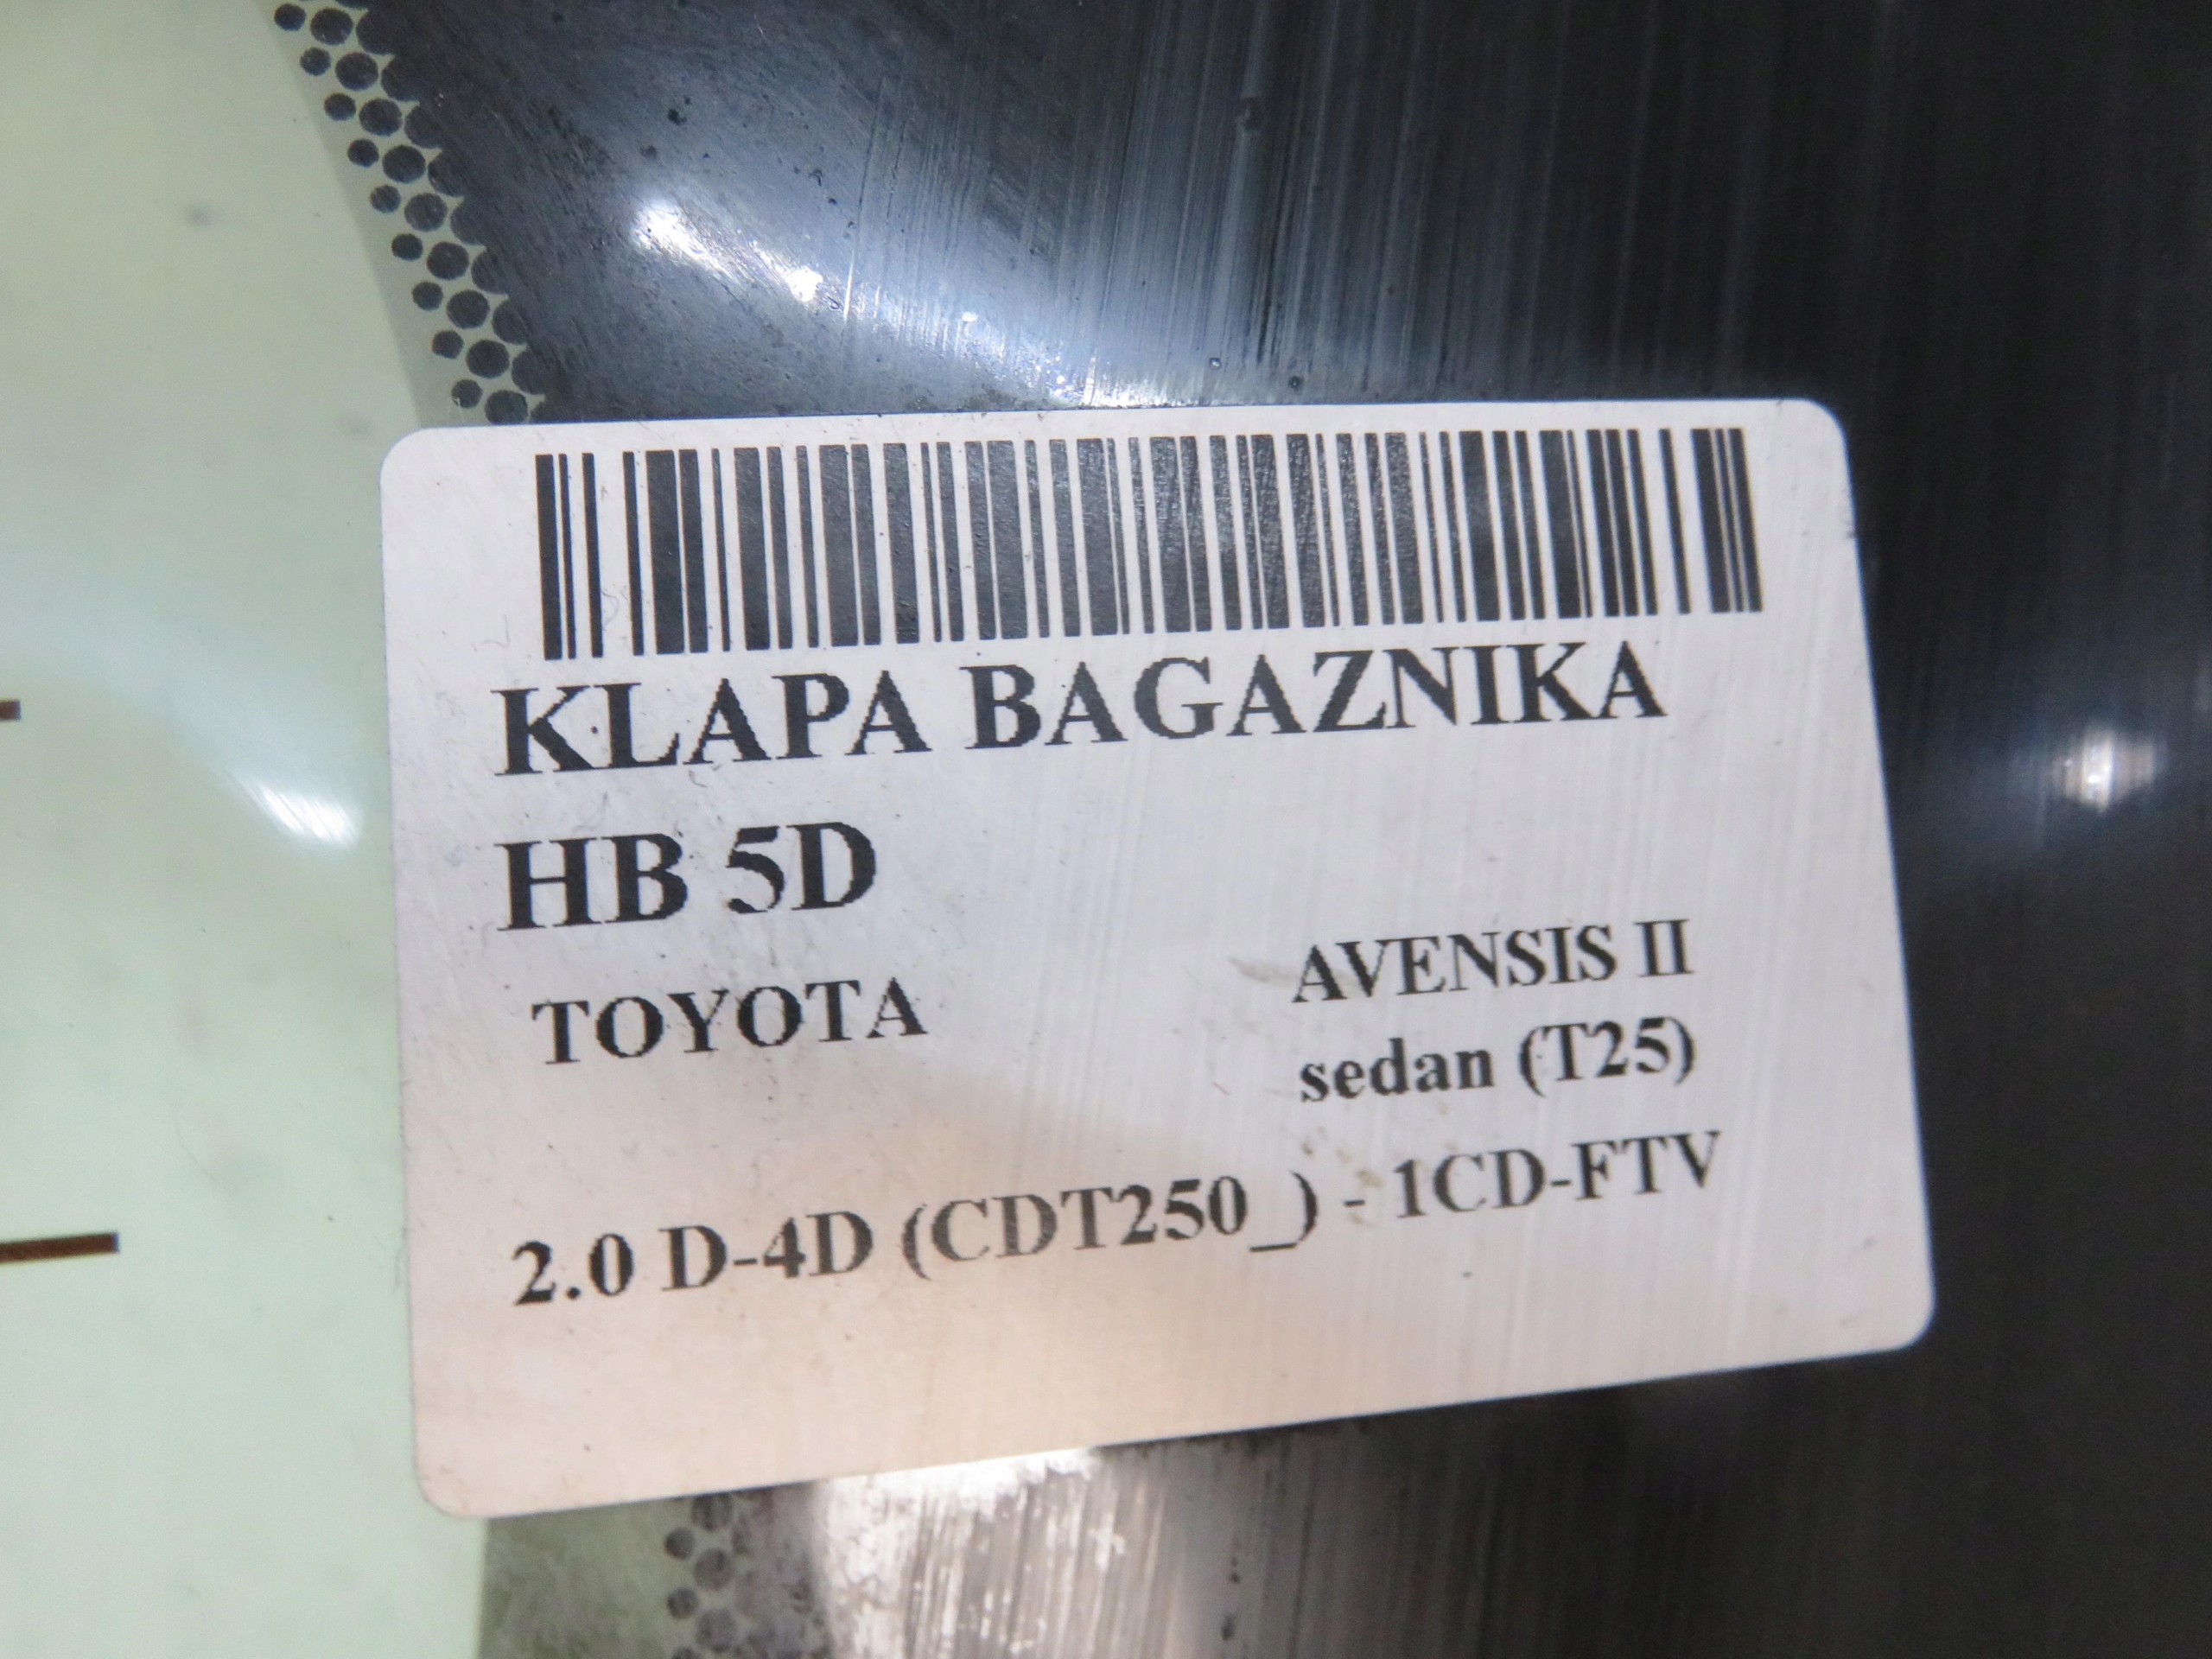 KLAPA BAGAZNIKA
HB 5D
TOYOTA
AVENSIS II
sedan (T25)
2.0 D-4D (CDT250_) - 1CD-FTV